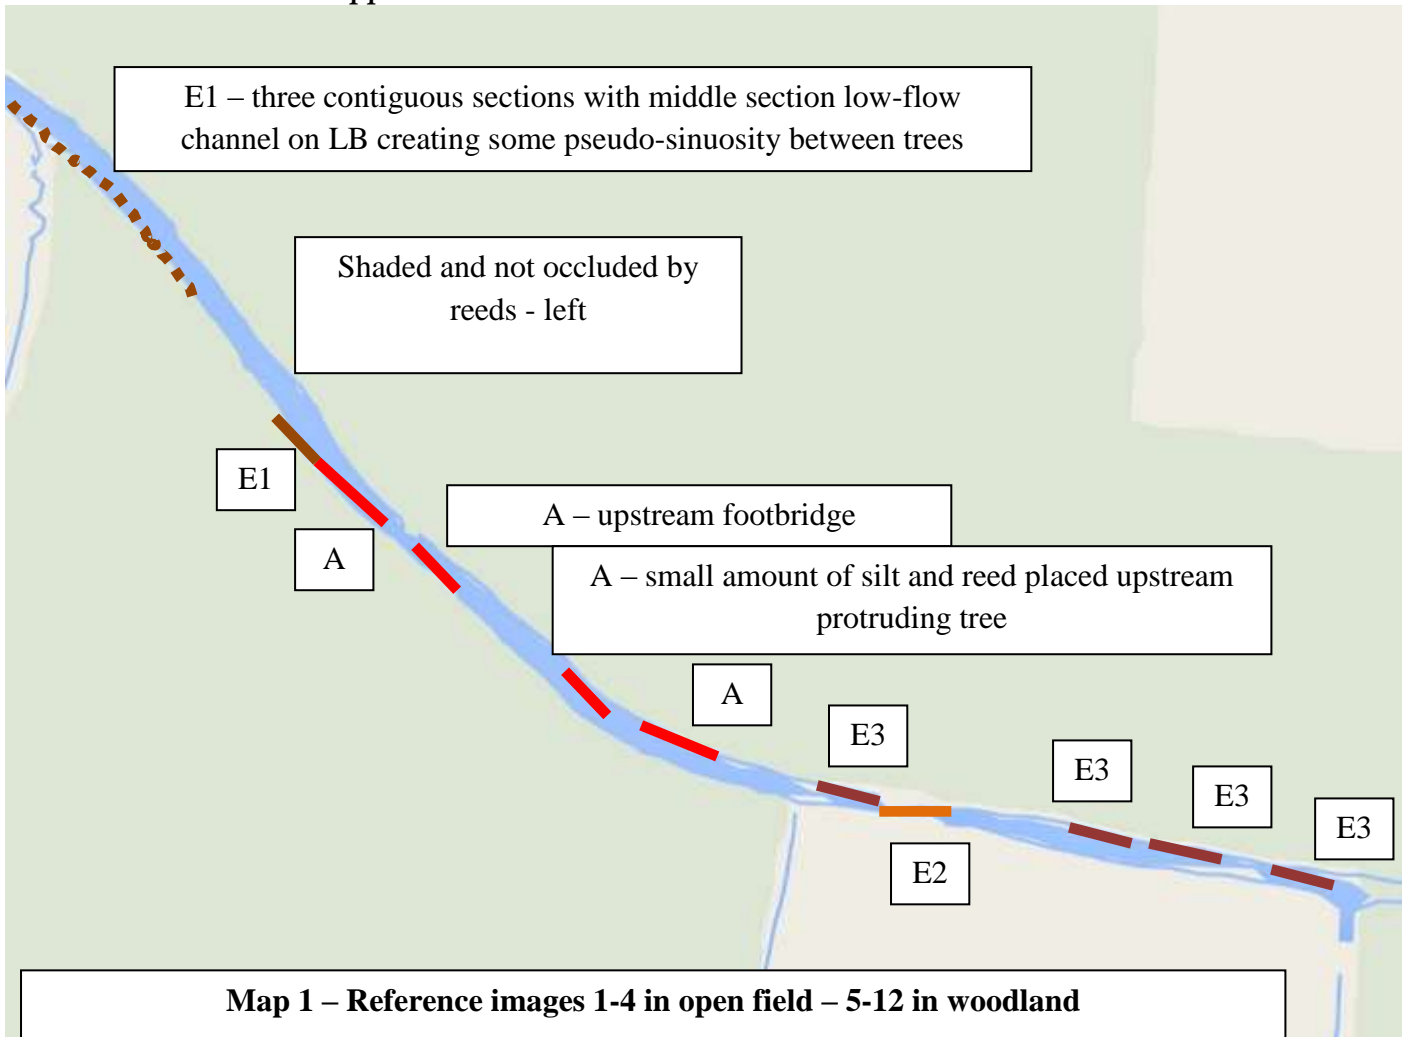 E1 – three contiguous sections with middle section low-flow
channel on LB creating some pseudo-sinuosity between trees
Shaded and not occluded by
reeds - left
E1
A
A – upstream footbridge
A – small amount of silt and reed placed upstream
protruding tree
A
E3
E3
E3
E3
E2
Map 1 – Reference images 1-4 in open field – 5-12 in woodland